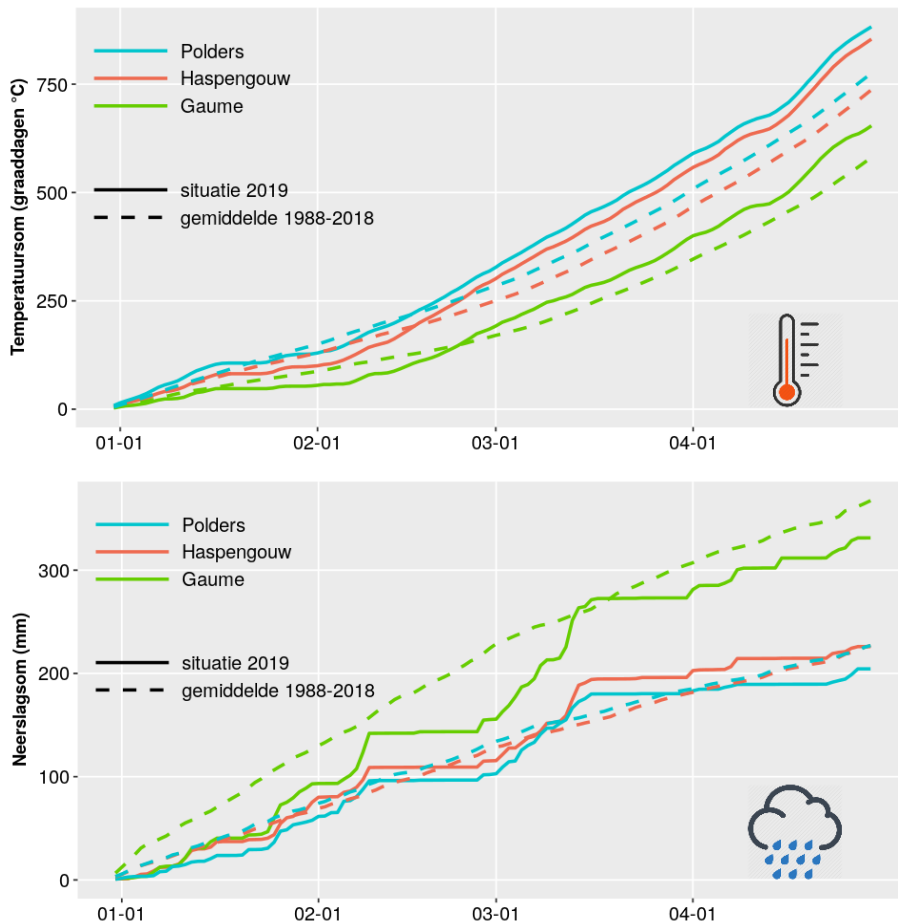 Temperatuursom (graaddagen °C)
750
500
250
0
Polders
Haspengouw
Gaume
situatie 2019
gemiddelde 1988-2018
01-01
02-01
03-01
04-01
Neerslagsom (mm)
300
200
100
0
Polders
Haspengouw
Gaume
situatie 2019
gemiddelde 1988-2018
01-01
02-01
03-01
04-01